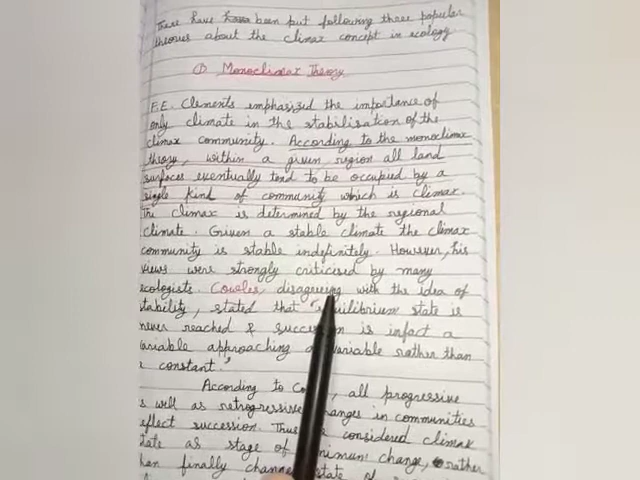 There have been put following three popular
theories about the climax concept in ecology
① Monoclimax Theory
F.E. Clements emphasized the importance of
only climate in the stabilisation of the
climax community. According to the monoclimax
theory, within a given region all land
surfaces eventually tend to be occupied by a
single kind of community which is climax.
The climax is determined by the regional
climate. Given a stable climate the climax
community is stable indefinitely. However, his
views were strongly criticised by many
ecologists. Cowles, disagreeing with the idea of
stability, stated that "equilibrium state is
never reached & is infact a
variable approaching variable rather than
a constant."
According to all progressive
as well as retrogressive changes in communities
reflect succession. Thus considered climax
state as stage of minimum change, rather
than finally state of